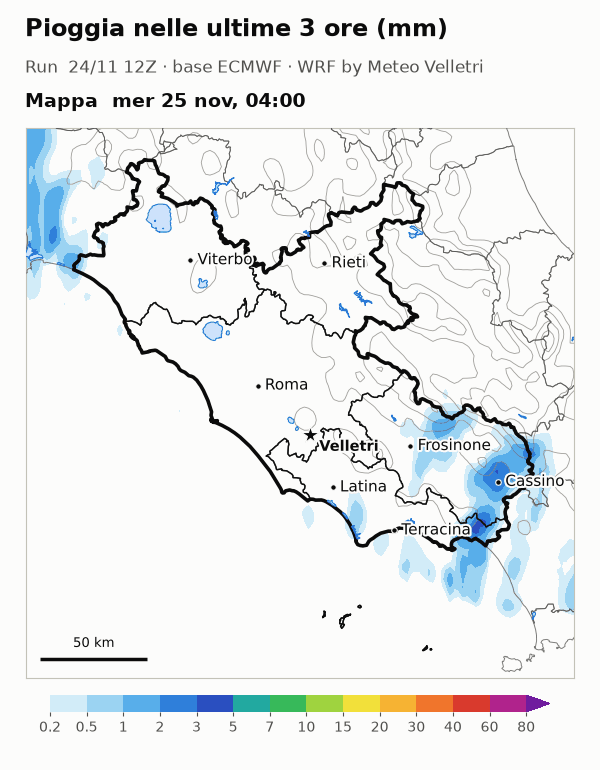 Pioggia nelle ultime 3 ore (mm)
Run  24/11 12Z · base ECMWF · WRF by Meteo Velletri
Mappa  mer 25 nov, 04:00
Viterbo
Rieti
Roma
Velletri
Frosinone
Latina
Cassino
Terracina
50 km
0.2 0.5 1 2 3 5 7 10 15 20 30 40 60 80